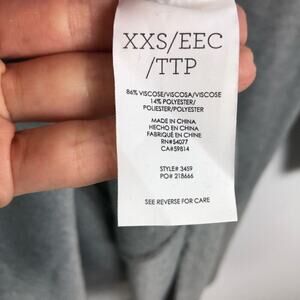 XXS/EEC
/TTP
86% VISCOSE/VISCOSA/VISCOSE
14% POLYESTER/
POLIESTER/POLYESTER
MADE IN CHINA
HECHO EN CHINA
FABRIQUÉ EN CHINE
RN#54077
CA#59814
STYLE# 3459
PO# 218666
SEE REVERSE FOR CARE